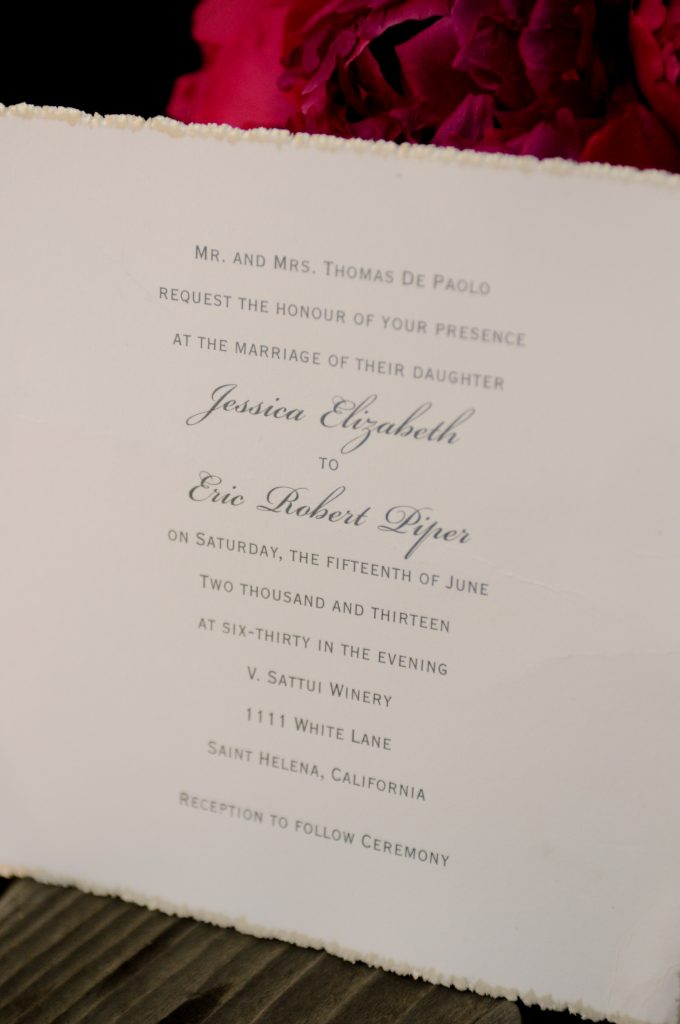 Mr. and Mrs. Thomas De Paolo
request the honour of your presence
at the marriage of their daughter
Jessica Elizabeth
to
Eric Robert Piper
on Saturday, the fifteenth of June
Two thousand and thirteen
at six-thirty in the evening
V. Sattui Winery
1111 White Lane
Saint Helena, California
Reception to follow Ceremony